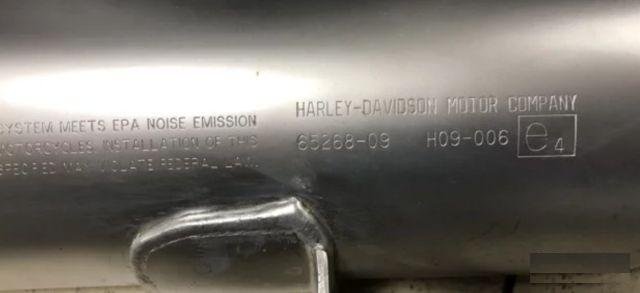 SYSTEM MEETS EPA NOISE EMISSION
MOTORCYCLES INSTALLATION OF THIS
SPECIFIED MAY VIOLATE FEDERAL LAW.
HARLEY-DAVIDSON MOTOR COMPANY
65268-09 H09-006 e4